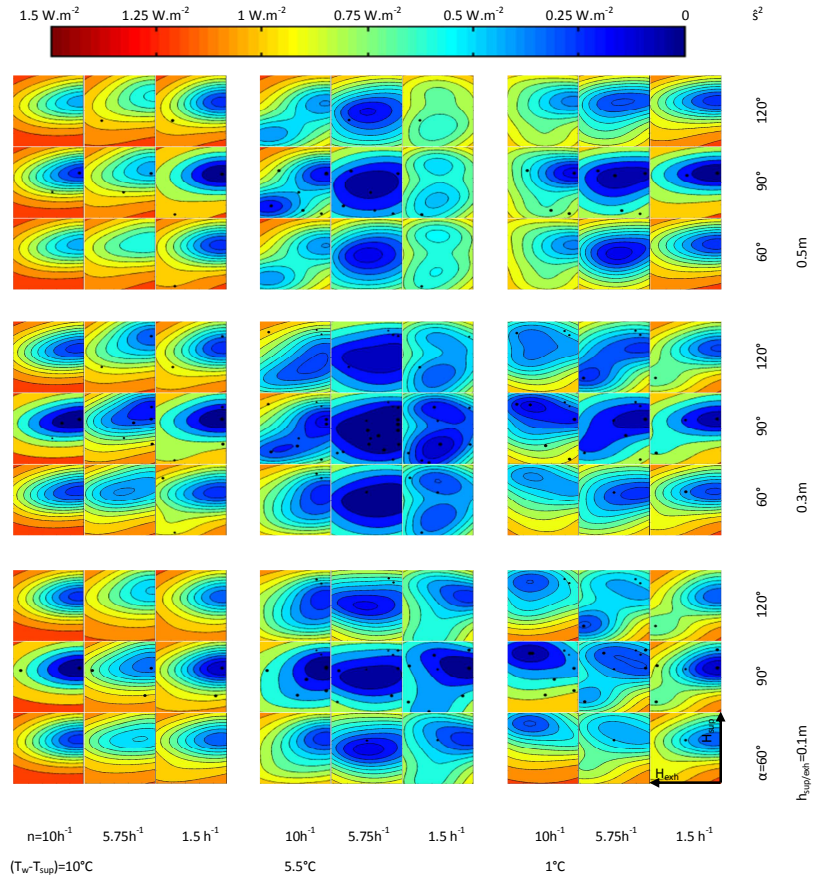 1.5 W.m⁻² 1.25 W.m⁻² 1 W.m⁻² 0.75 W.m⁻² 0.5 W.m⁻² 0.25 W.m⁻² 0 ŝ²
120°
90°
60°
0.5m
120°
90°
60°
0.3m
120°
90°
α=60°
h_sup/exh=0.1m
H_sup
H_exh
n=10h⁻¹ 5.75h⁻¹ 1.5 h⁻¹ 10h⁻¹ 5.75h⁻¹ 1.5 h⁻¹ 10h⁻¹ 5.75h⁻¹ 1.5 h⁻¹
(T_w-T_sup)=10°C 5.5°C 1°C